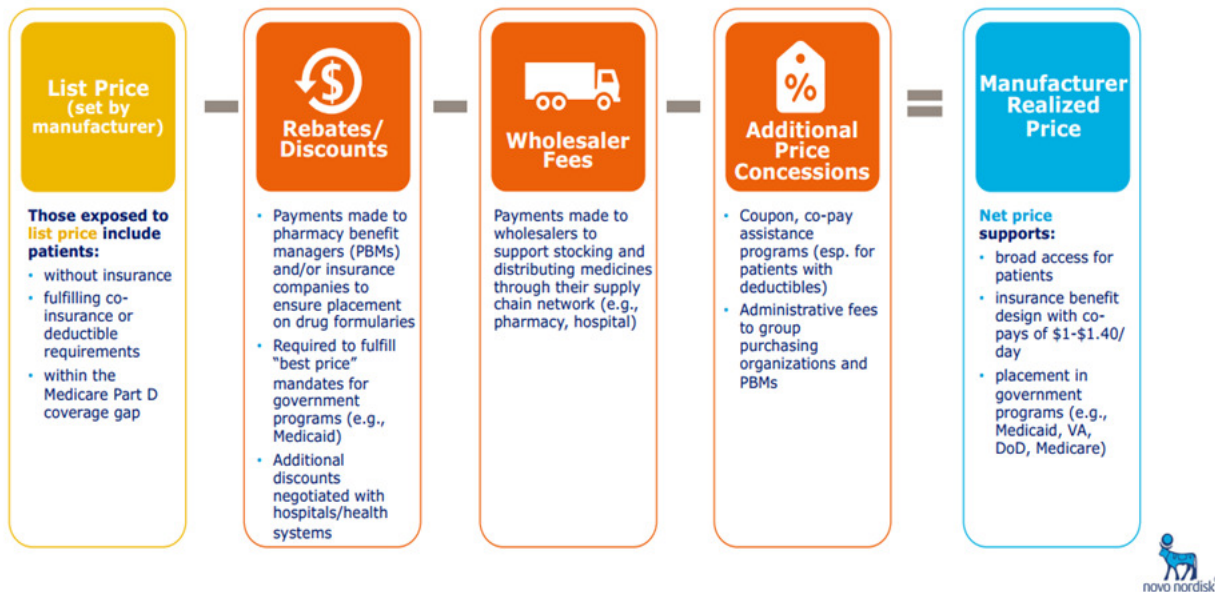 List Price
(set by
manufacturer)
Those exposed to
list price include
patients:
• without insurance
• fulfilling co-
insurance or
deductible
requirements
• within the
Medicare Part D
coverage gap
$
Rebates/
Discounts
• Payments made to
pharmacy benefit
managers (PBMs)
and/or insurance
companies to
ensure placement
on drug formularies
• Required to fulfill
“best price”
mandates for
government
programs (e.g.,
Medicaid)
• Additional
discounts
negotiated with
hospitals/health
systems
Wholesaler
Fees
Payments made to
wholesalers to
support stocking and
distributing medicines
through their supply
chain network (e.g.,
pharmacy, hospital)
%
Additional
Price
Concessions
• Coupon, co-pay
assistance
programs (esp. for
patients with
deductibles)
• Administrative fees
to group
purchasing
organizations and
PBMs
Manufacturer
Realized
Price
Net price
supports:
• broad access for
patients
• insurance benefit
design with co-
pays of $1-$1.40/
day
• placement in
government
programs (e.g.,
Medicaid, VA,
DoD, Medicare)
novo nordisk